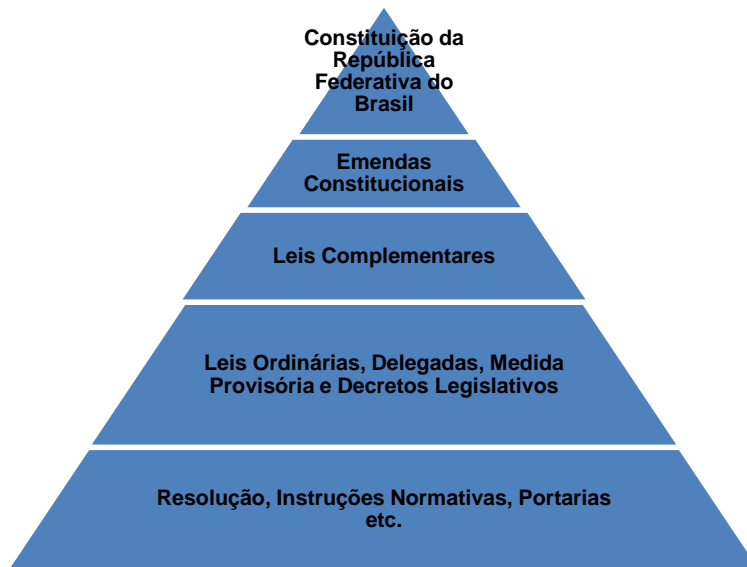 Constituição da
República
Federativa do
Brasil
Emendas
Constitucionais
Leis Complementares
Leis Ordinárias, Delegadas, Medida
Provisória e Decretos Legislativos
Resolução, Instruções Normativas, Portarias
etc.